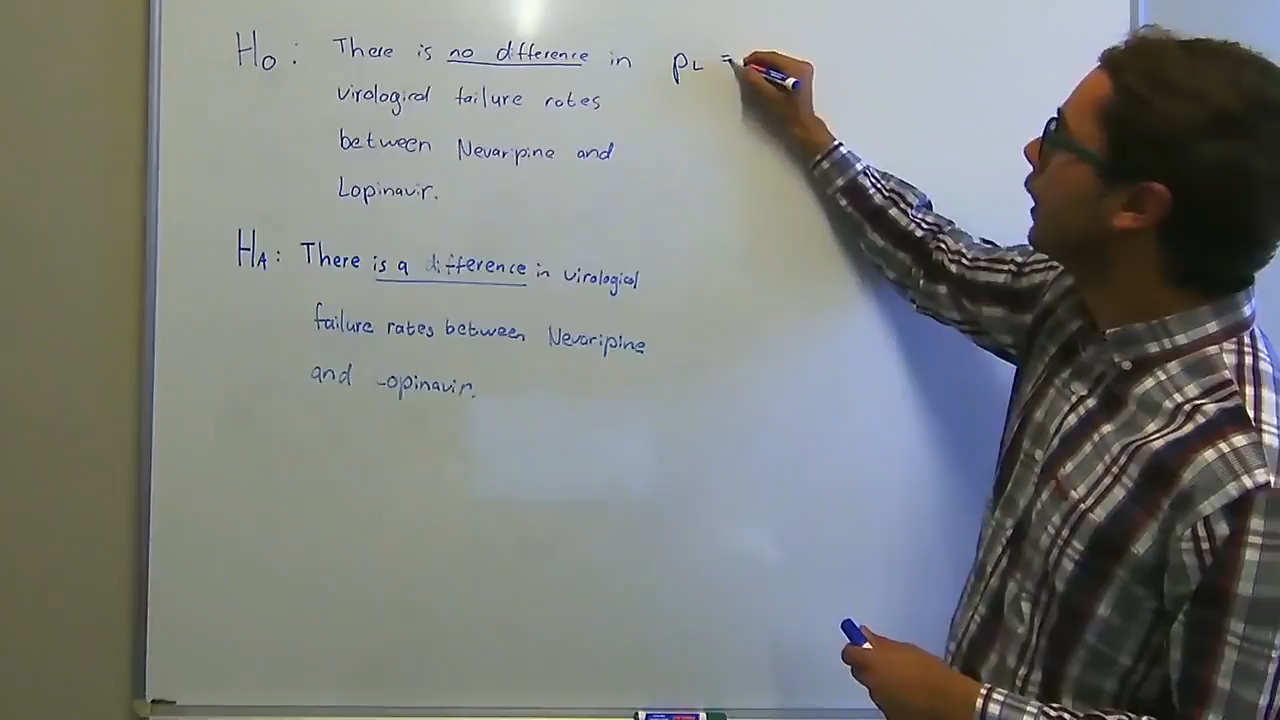 H0: There is no difference in pL =
virological failure rates
between Nevaripine and
Lopinavir.
HA: There is a difference in virological
failure rates between Nevaripine
and Lopinavir.